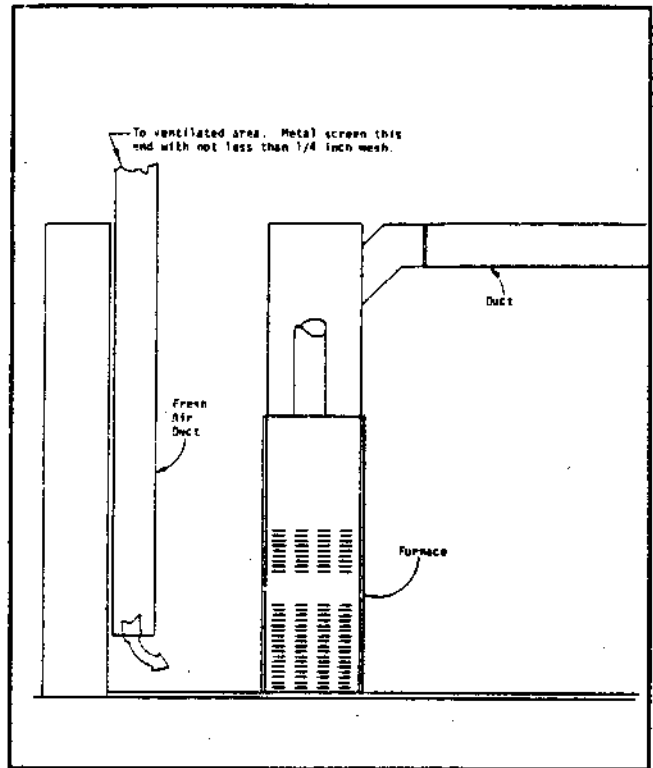 To ventilated area. Metal screen this
end with not less than 1/4 inch mesh.
Duct
Fresh
Air
Duct
Furnace